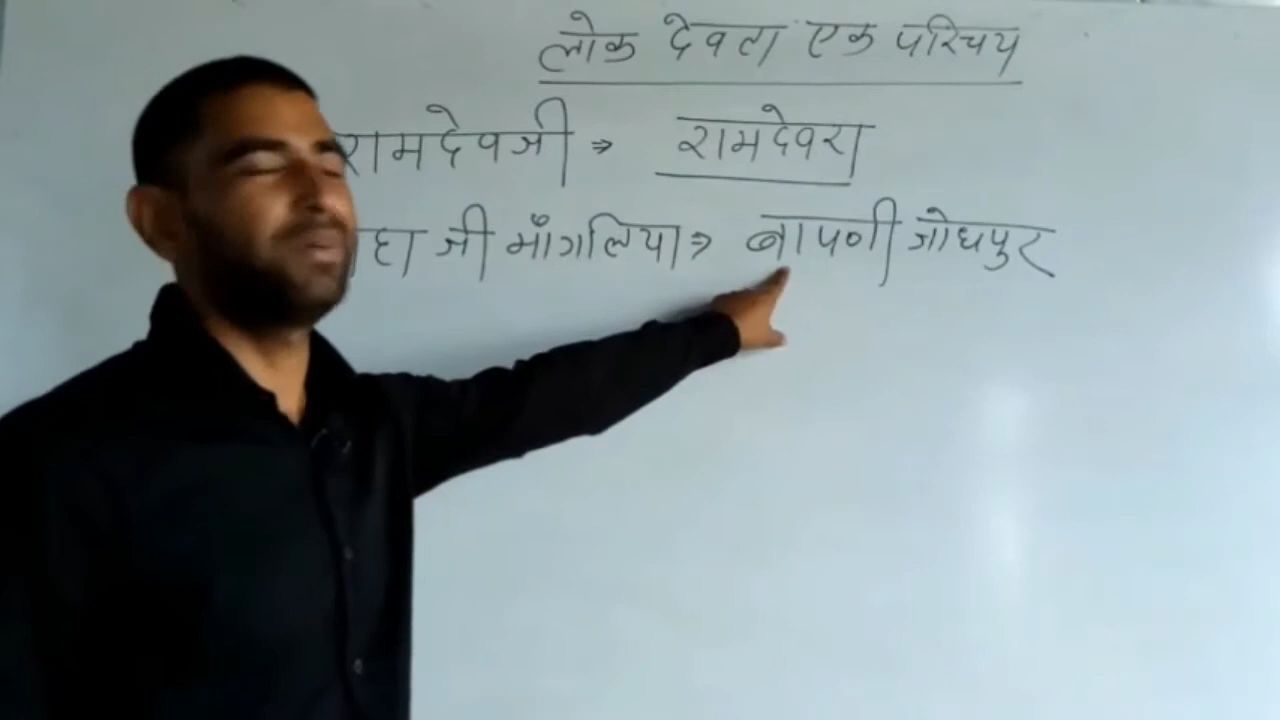 लोक देवता एक परिचय
रामदेवजी ⇒ रामदेवरा
हा जी माँगलिया ⇒ बापणी जोधपुर